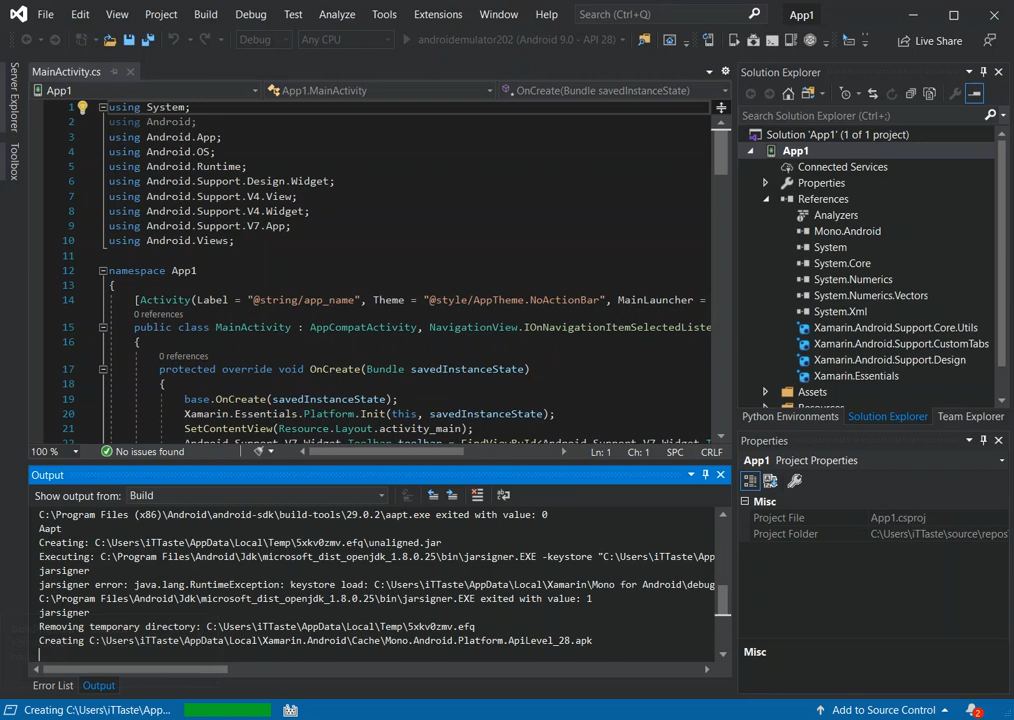 File Edit View Project Build Debug Test Analyze Tools Extensions Window Help Search (Ctrl+Q) App1
Debug Any CPU androidemulator202 (Android 9.0 - API 28) Live Share
Server Explorer
Toolbox
MainActivity.cs
App1 App1.MainActivity OnCreate(Bundle savedInstanceState)
1 using System;
2 using Android;
3 using Android.App;
4 using Android.OS;
5 using Android.Runtime;
6 using Android.Support.Design.Widget;
7 using Android.Support.V4.View;
8 using Android.Support.V4.Widget;
9 using Android.Support.V7.App;
10 using Android.Views;
11
12 namespace App1
13 {
14 [Activity(Label = "@string/app_name", Theme = "@style/AppTheme.NoActionBar", MainLauncher =
0 references
15 public class MainActivity : AppCompatActivity, NavigationView.IOnNavigationItemSelectedListe
16 {
0 references
17 protected override void OnCreate(Bundle savedInstanceState)
18 {
19 base.OnCreate(savedInstanceState);
20 Xamarin.Essentials.Platform.Init(this, savedInstanceState);
21 SetContentView(Resource.Layout.activity_main);
22 Android.Support.V7.Widget.Toolbar toolbar = FindViewById<Android.Support.V7.Widget.T
100 % No issues found Ln: 1 Ch: 1 SPC CRLF
Output
Show output from: Build
C:\Program Files (x86)\Android\android-sdk\build-tools\29.0.2\aapt.exe exited with value: 0
Aapt
Creating: C:\Users\iTTaste\AppData\Local\Temp\5xkv0zmv.efq\unaligned.jar
Executing: C:\Program Files\Android\Jdk\microsoft_dist_openjdk_1.8.0.25\bin\jarsigner.EXE -keystore "C:\Users\iTTaste\App
jarsigner
jarsigner error: java.lang.RuntimeException: keystore load: C:\Users\iTTaste\AppData\Local\Xamarin\Mono for Android\debug
C:\Program Files\Android\Jdk\microsoft_dist_openjdk_1.8.0.25\bin\jarsigner.EXE exited with value: 1
jarsigner
Removing temporary directory: C:\Users\iTTaste\AppData\Local\Temp\5xkv0zmv.efq
Creating C:\Users\iTTaste\AppData\Local\Xamarin.Android\Cache\Mono.Android.Platform.ApiLevel_28.apk
Error List Output
Solution Explorer
Search Solution Explorer (Ctrl+;)
Solution 'App1' (1 of 1 project)
App1
Connected Services
Properties
References
Analyzers
Mono.Android
System
System.Core
System.Numerics
System.Numerics.Vectors
System.Xml
Xamarin.Android.Support.Core.Utils
Xamarin.Android.Support.CustomTabs
Xamarin.Android.Support.Design
Xamarin.Essentials
Assets
Resources
Python Environments Solution Explorer Team Explorer
Properties
App1 Project Properties
Misc
Project File App1.csproj
Project Folder C:\Users\iTTaste\source\repos
Misc
Creating C:\Users\iTTaste\App... Add to Source Control 2